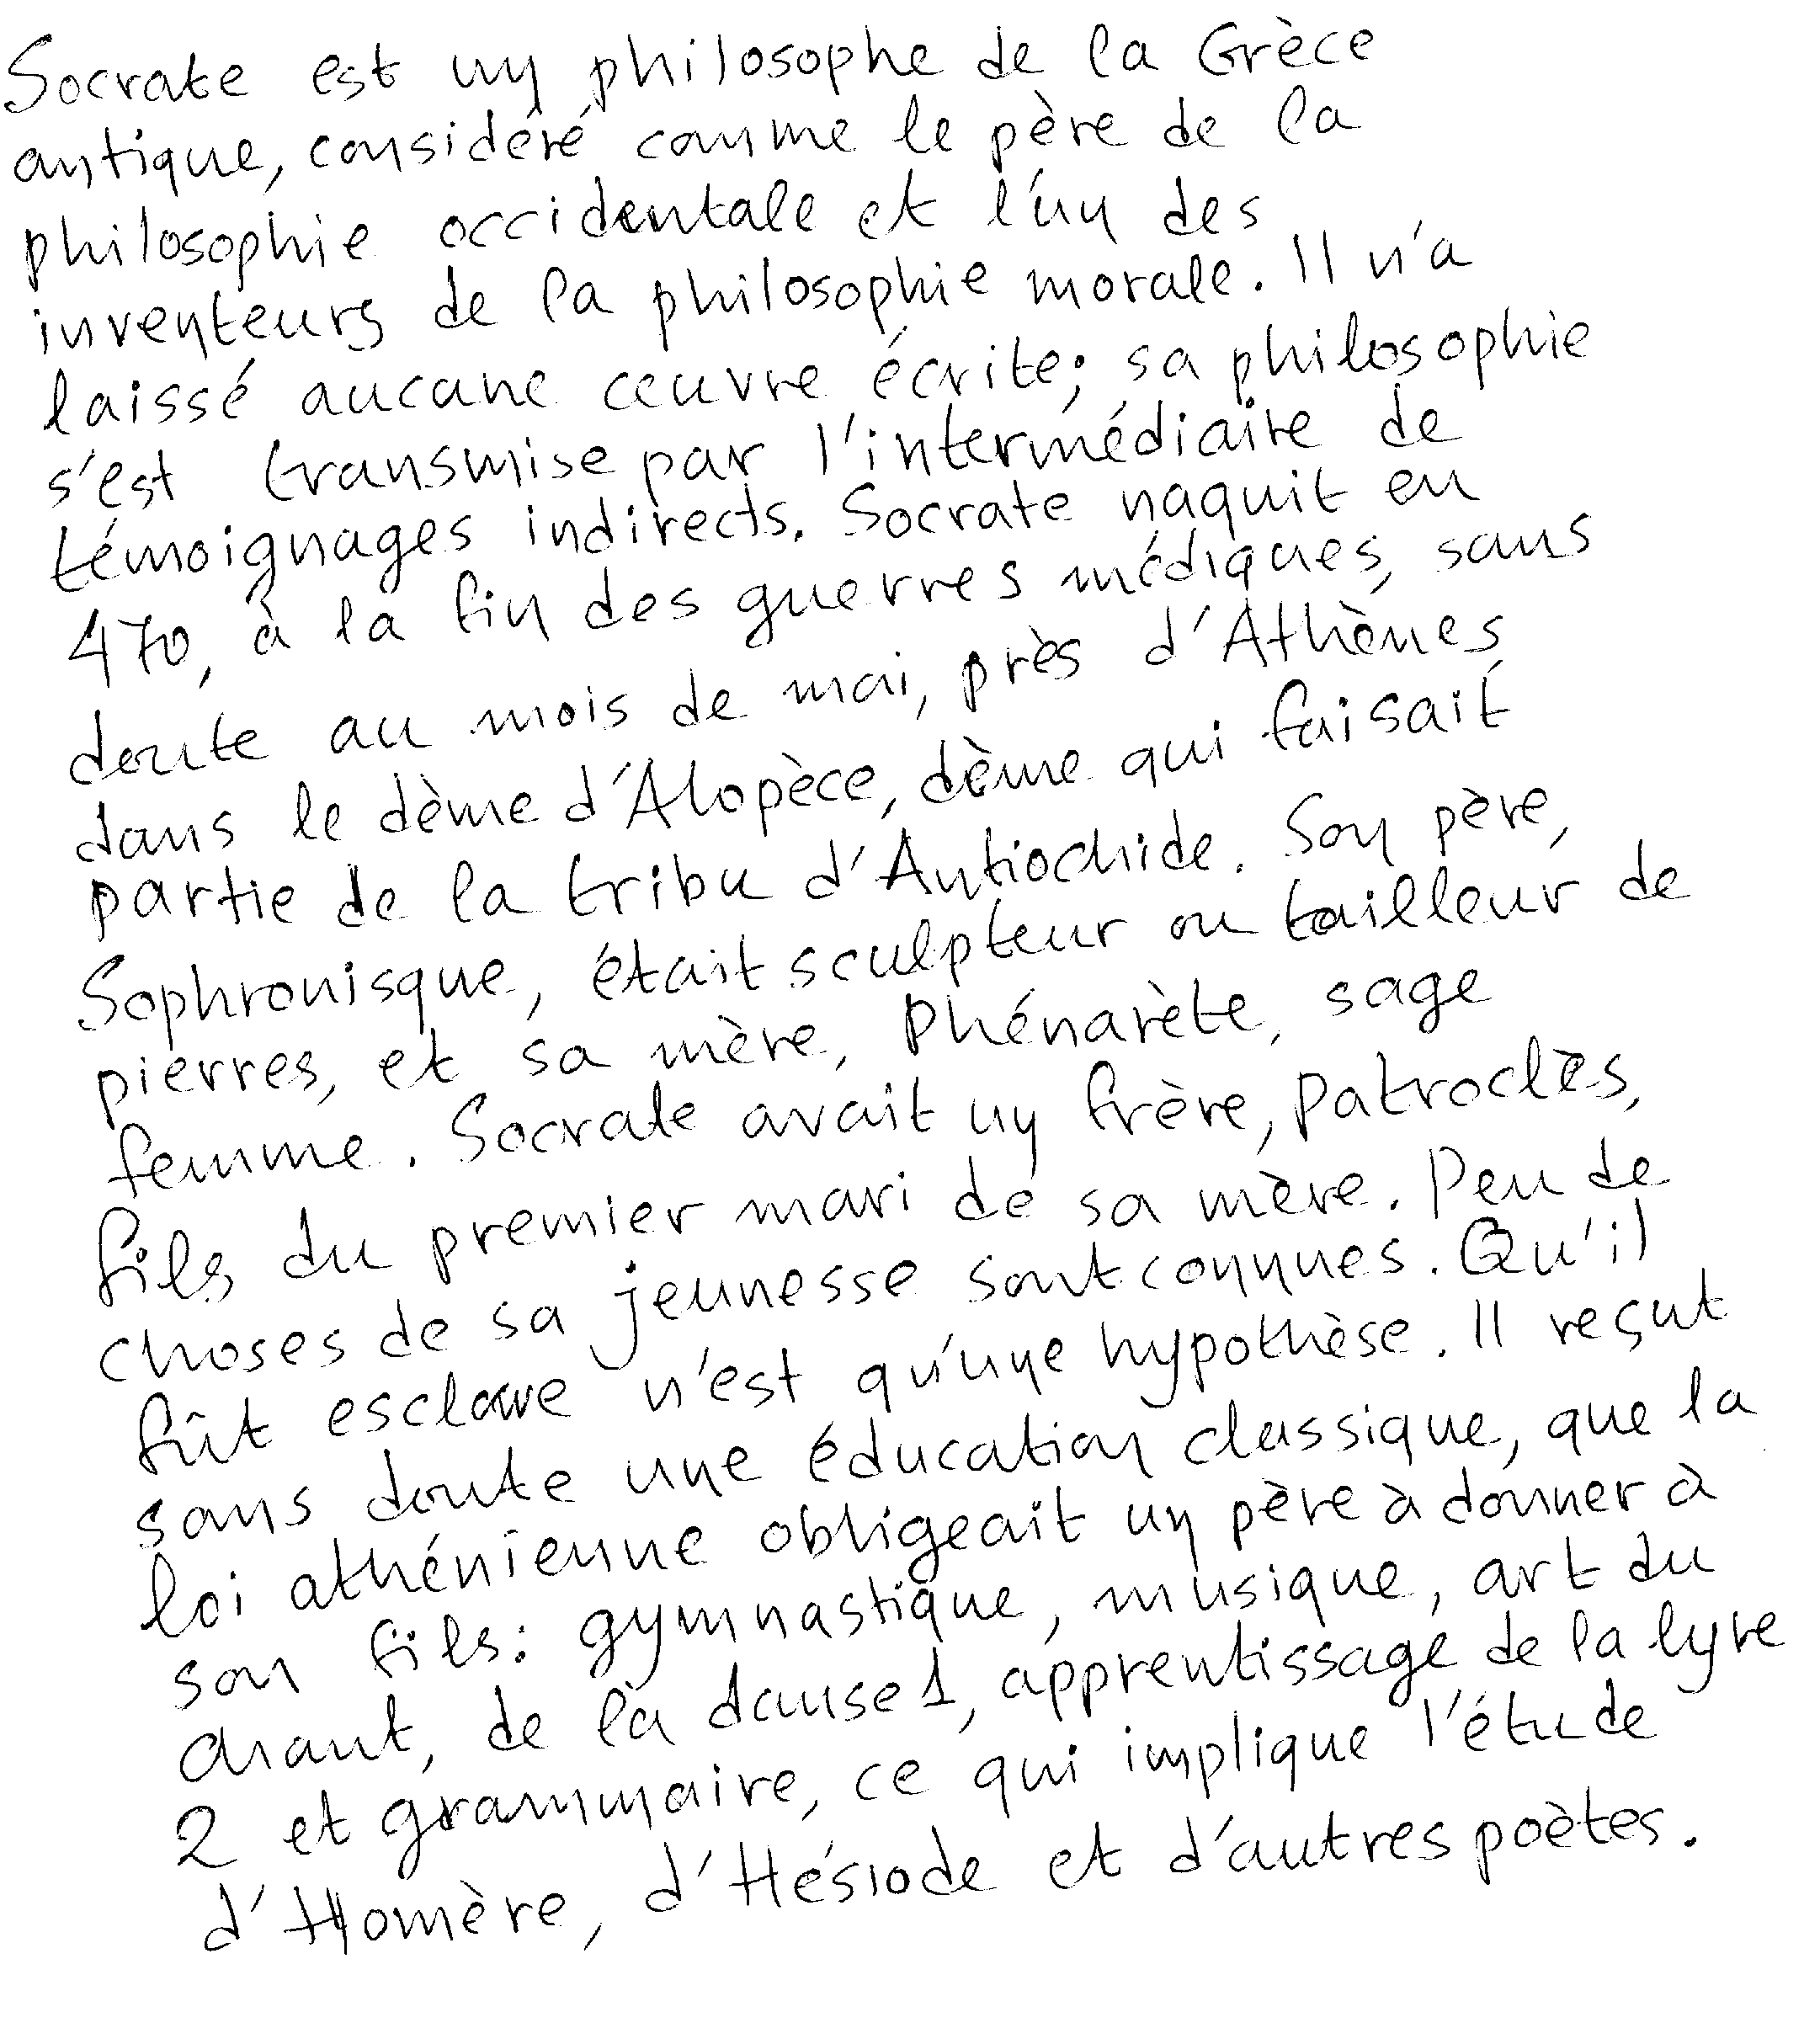 Socrate est un philosophe de la Grèce
antique, considéré comme le père de la
philosophie occidentale et l'un des
inventeurs de la philosophie morale. Il n'a
laissé aucune œuvre écrite; sa philosophie
s'est transmise par l'intermédiaire de
témoignages indirects. Socrate naquit en
470, à la fin des guerres médiques, sans
doute au mois de mai, près d'Athènes,
dans le dème d'Alopèce, dème qui faisait
partie de la tribu d'Antiochide. Son père,
Sophronisque, était sculpteur ou tailleur de
pierres, et sa mère, Phénarète, sage
femme. Socrate avait un frère, Patroclès,
fils du premier mari de sa mère. Peu de
choses de sa jeunesse sont connues. Qu'il
fût esclave n'est qu'une hypothèse. Il reçut
sans doute une éducation classique, que la
loi athénienne obligeait un père à donner à
son fils: gymnastique, musique, art du
chant, de la danse1, apprentissage de la lyre
2 et grammaire, ce qui implique l'étude
d'Homère, d'Hésiode et d'autres poètes.